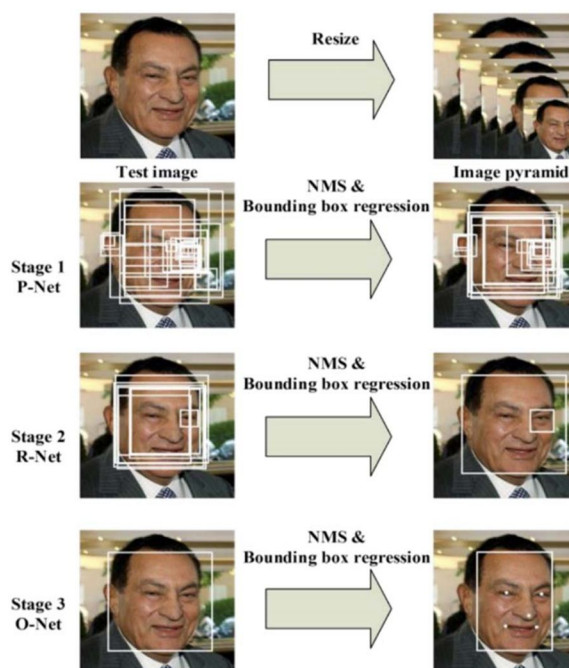 Resize
Test image
Image pyramid
NMS &
Bounding box regression
Stage 1
P-Net
NMS &
Bounding box regression
Stage 2
R-Net
NMS &
Bounding box regression
Stage 3
O-Net